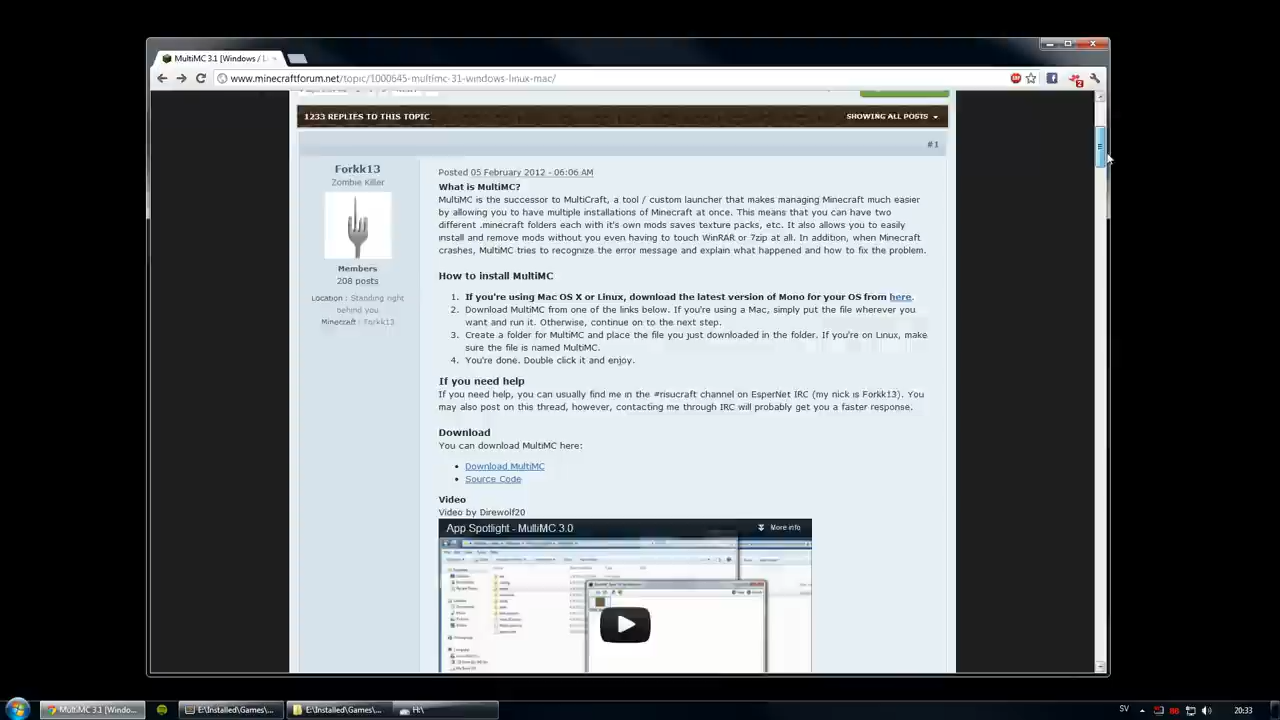 MultiMC 3.1 [Windows / L
www.minecraftforum.net/topic/1000645-multimc-31-windows-linux-mac/
1233 REPLIES TO THIS TOPIC
SHOWING ALL POSTS
#1
Forkk13
Zombie Killer
Members
208 posts
Location : Standing right
behind you
Minecraft : Forkk13
Posted 05 February 2012 - 06:06 AM
What is MultiMC?
MultiMC is the successor to MultiCraft, a tool / custom launcher that makes managing Minecraft much easier
by allowing you to have multiple installations of Minecraft at once. This means that you can have two
different .minecraft folders each with it's own mods saves texture packs, etc. It also allows you to easily
install and remove mods without you even having to touch WinRAR or 7zip at all. In addition, when Minecraft
crashes, MultiMC tries to recognize the error message and explain what happened and how to fix the problem.
How to install MultiMC
1. If you're using Mac OS X or Linux, download the latest version of Mono for your OS from here.
2. Download MultiMC from one of the links below. If you're using a Mac, simply put the file wherever you
want and run it. Otherwise, continue on to the next step.
3. Create a folder for MultiMC and place the file you just downloaded in the folder. If you're on Linux, make
sure the file is named MultiMC.
4. You're done. Double click it and enjoy.
If you need help
If you need help, you can usually find me in the #risucraft channel on EsperNet IRC (my nick is Forkk13). You
may also post on this thread, however, contacting me through IRC will probably get you a faster response.
Download
You can download MultiMC here:
• Download MultiMC
• Source Code
Video
Video by Direwolf20
App Spotlight - MultiMC 3.0
More info
MultiMC 3.1 [Windo...
E:\Installed\Games\...
E:\Installed\Games\...
H:\
SV
20:33